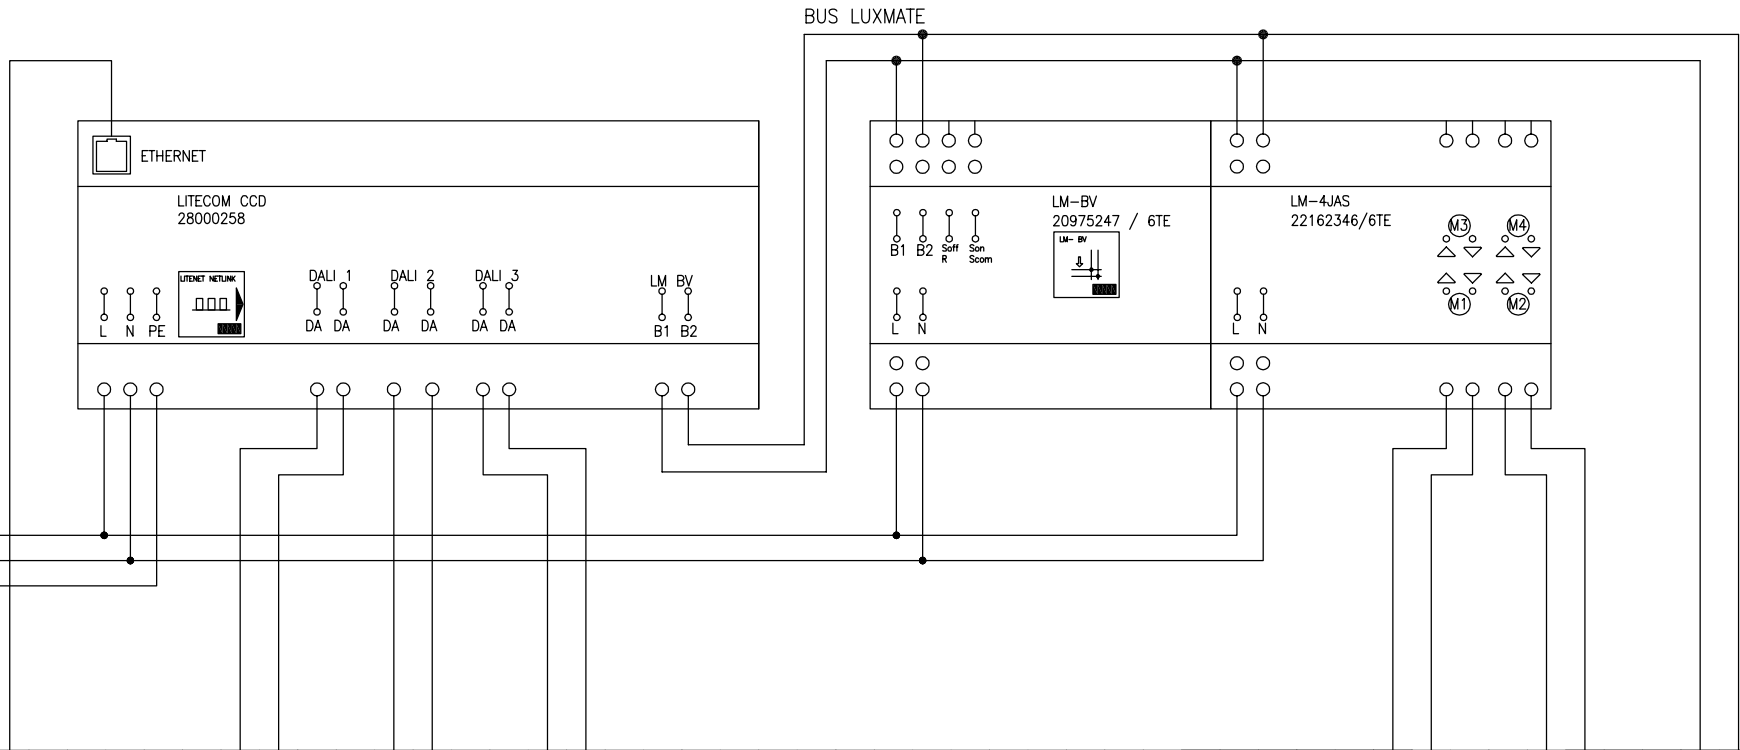 BUS LUXMATE
ETHERNET
LITECOM CCD
28000258
LITENET NETLINK
L N PE
DALI 1 DALI 2 DALI 3
DA DA DA DA DA DA
LM BV
B1 B2
LM-BV
20975247 / 6TE
LM- BV
B1 B2 Soff R Son Scom
L N
LM-4JAS
22162346/6TE
M3 M4
M1 M2
L N